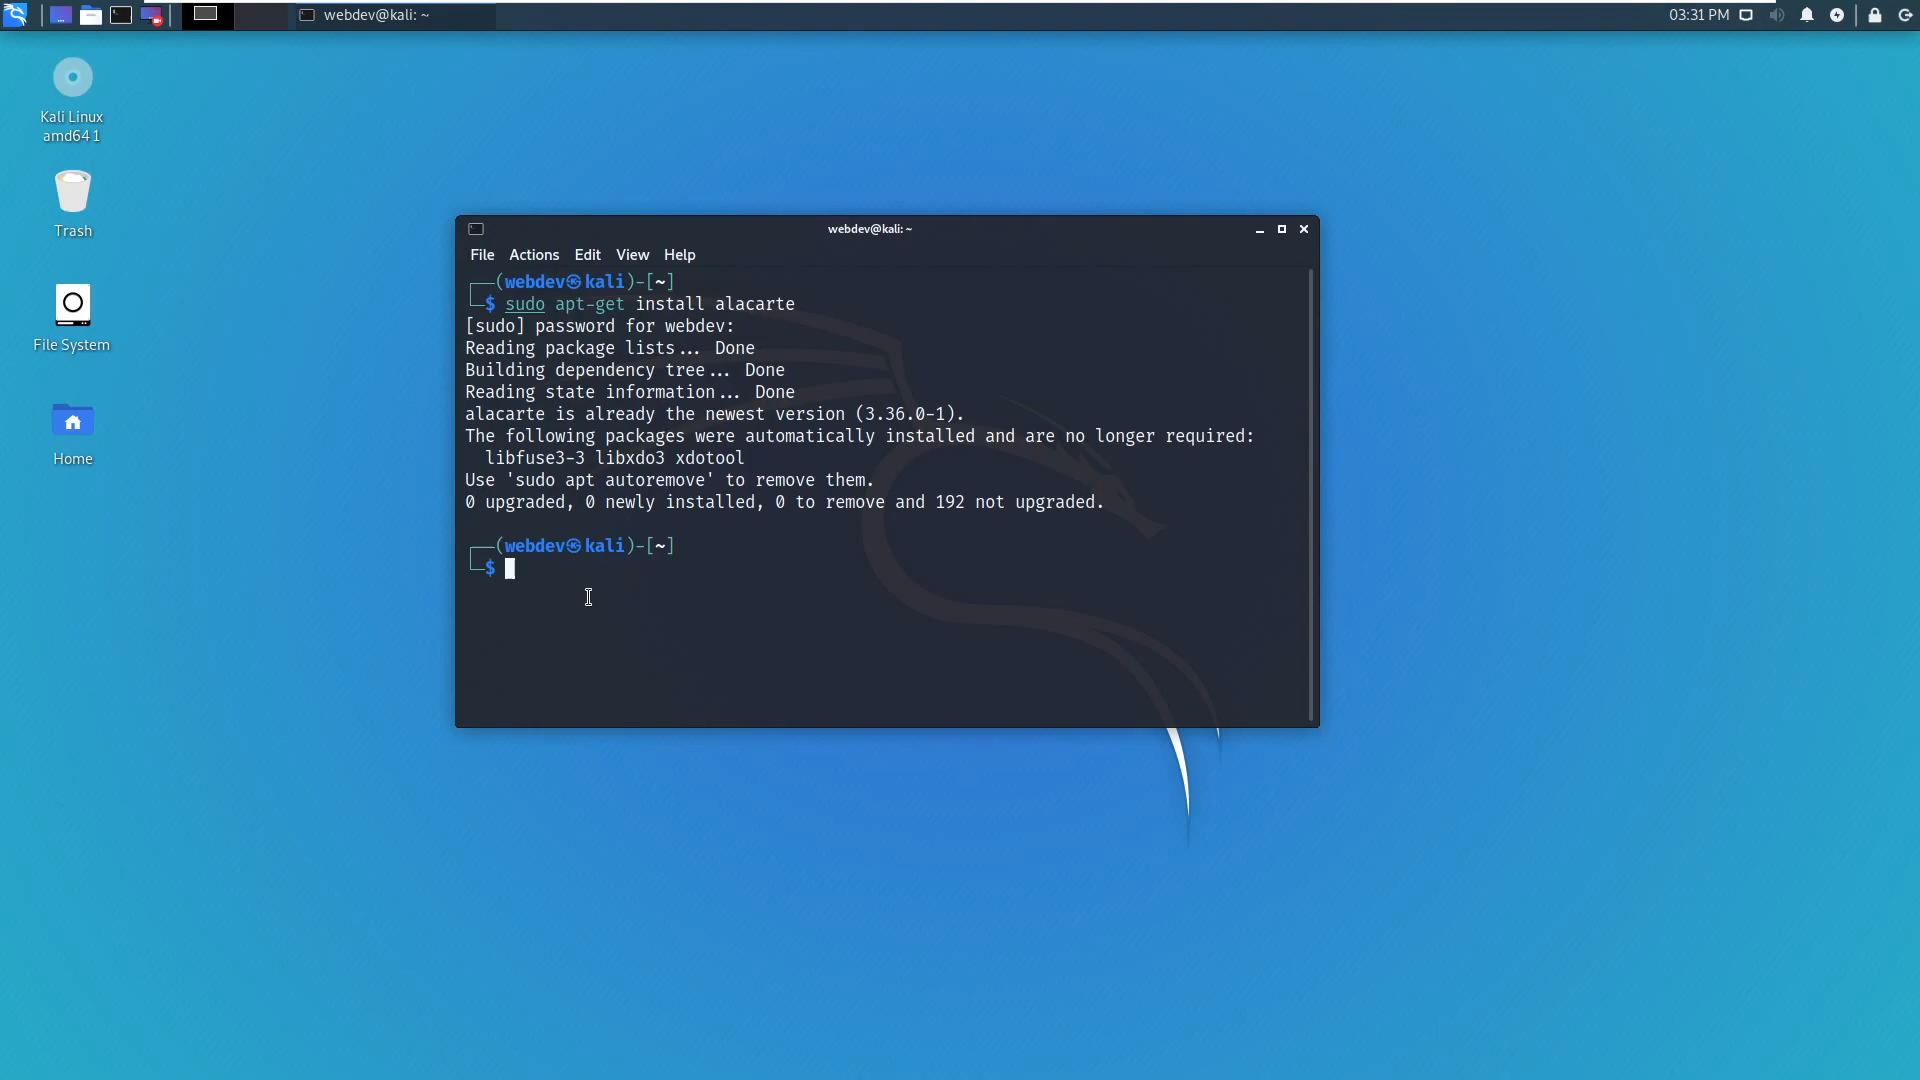 webdev@kali: ~
03:31 PM
Kali Linux
amd64 1
Trash
File System
Home
webdev@kali: ~
File Actions Edit View Help
┌──(webdev㉿kali)-[~]
└─$ sudo apt-get install alacarte
[sudo] password for webdev:
Reading package lists... Done
Building dependency tree... Done
Reading state information... Done
alacarte is already the newest version (3.36.0-1).
The following packages were automatically installed and are no longer required:
libfuse3-3 libxdo3 xdotool
Use 'sudo apt autoremove' to remove them.
0 upgraded, 0 newly installed, 0 to remove and 192 not upgraded.
┌──(webdev㉿kali)-[~]
└─$